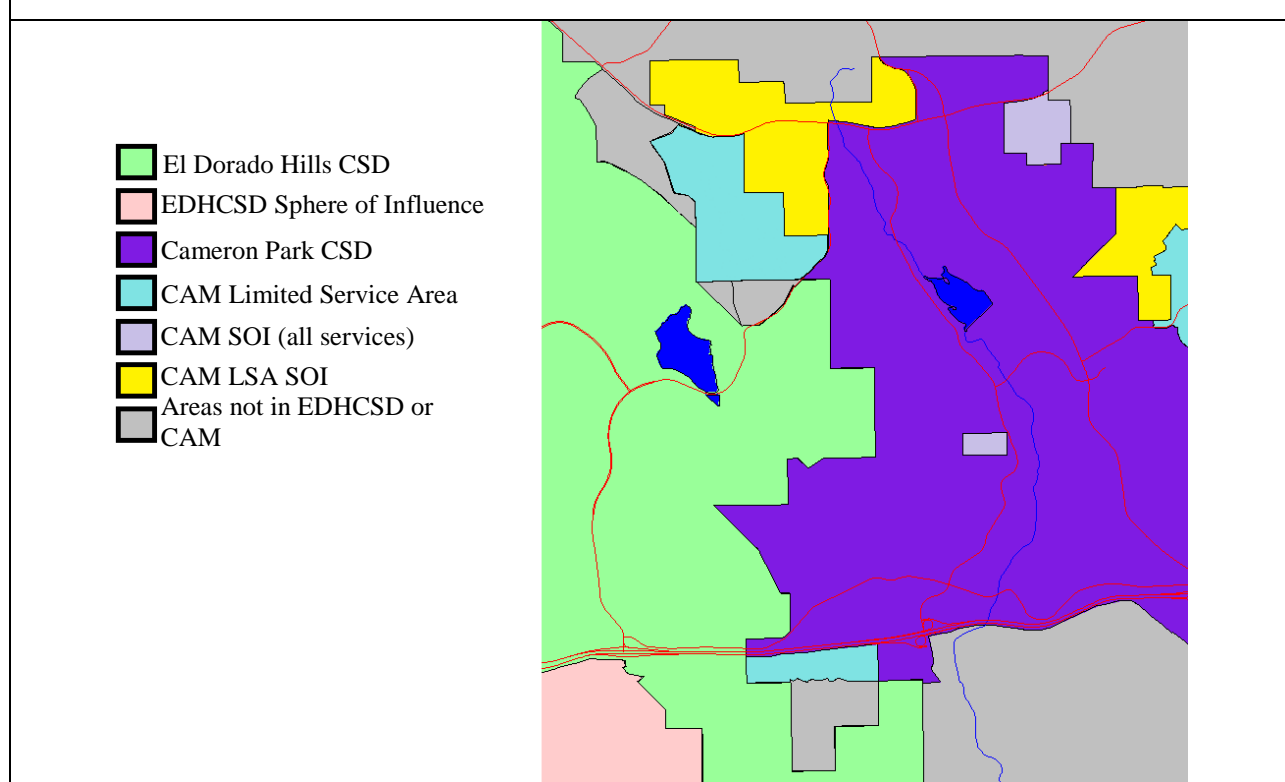 El Dorado Hills CSD
EDHCSD Sphere of Influence
Cameron Park CSD
CAM Limited Service Area
CAM SOI (all services)
CAM LSA SOI
Areas not in EDHCSD or
CAM